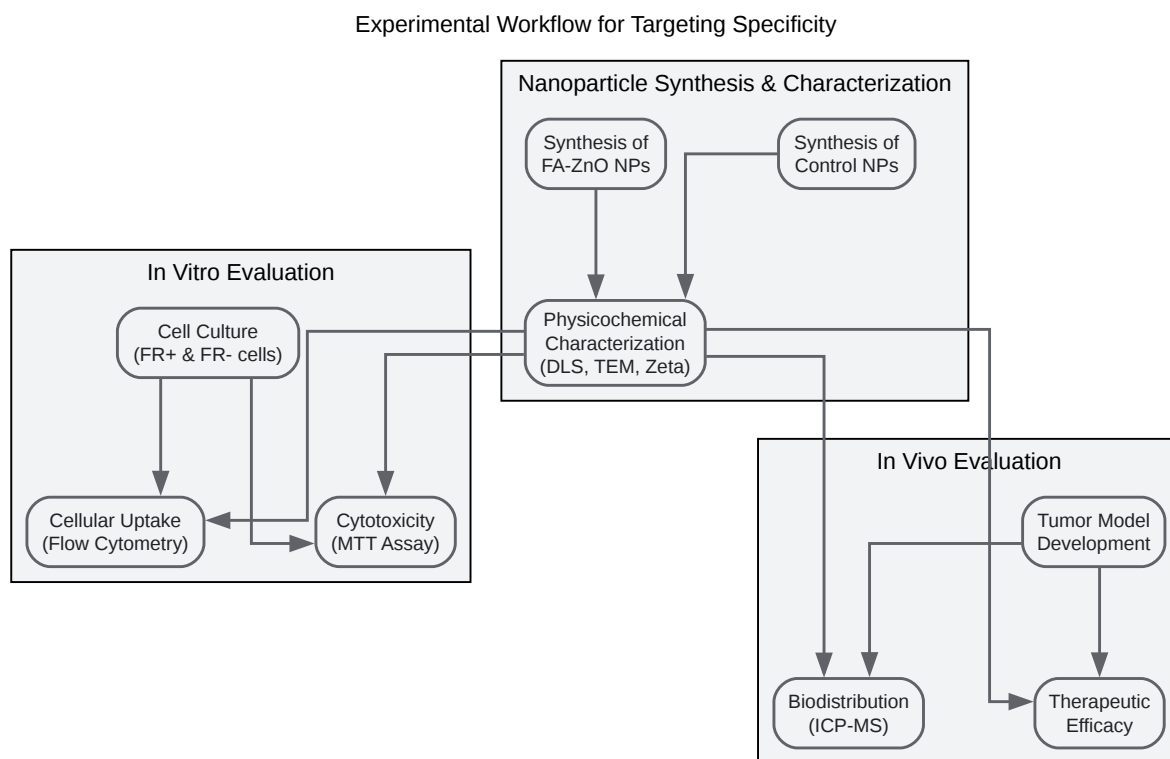 Experimental Workflow for Targeting Specificity
Nanoparticle Synthesis & Characterization
Synthesis of
FA-ZnO NPs
Synthesis of
Control NPs
Physicochemical
Characterization
(DLS, TEM, Zeta)
In Vitro Evaluation
Cell Culture
(FR+ & FR- cells)
Cellular Uptake
(Flow Cytometry)
Cytotoxicity
(MTT Assay)
In Vivo Evaluation
Tumor Model
Development
Biodistribution
(ICP-MS)
Therapeutic
Efficacy